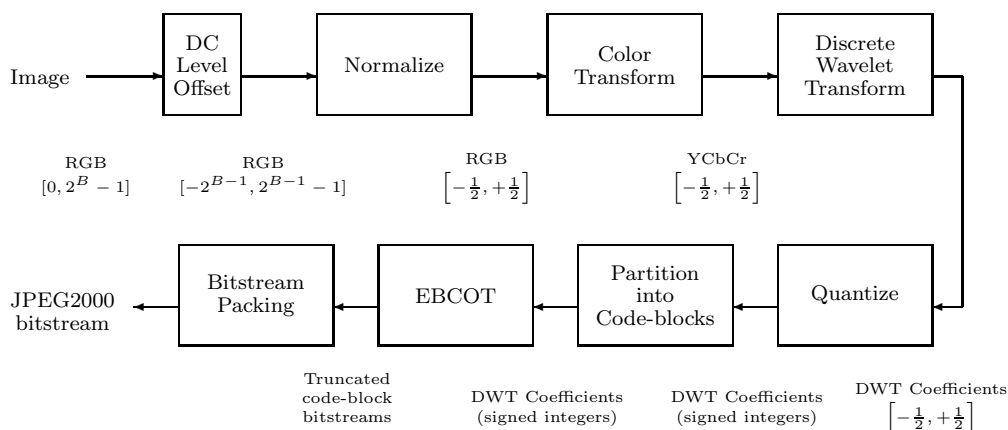 Image
DC
Level
Offset
Normalize
Color
Transform
Discrete
Wavelet
Transform
RGB
[0, 2^B − 1]
RGB
[−2^{B−1}, 2^{B−1} − 1]
RGB
[−1/2, +1/2]
YCbCr
[−1/2, +1/2]
JPEG2000
bitstream
Bitstream
Packing
EBCOT
Partition
into
Code-blocks
Quantize
Truncated
code-block
bitstreams
DWT Coefficients
(signed integers)
DWT Coefficients
(signed integers)
DWT Coefficients
[−1/2, +1/2]